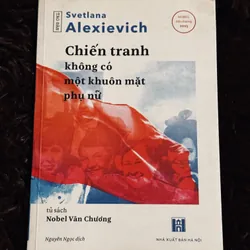 Svetlana
Alexievich
Chiến tranh
không có
một khuôn mặt
phụ nữ
tủ sách
Nobel Văn Chương
Nguyên Ngọc dịch
NHÀ XUẤT BẢN HÀ NỘI